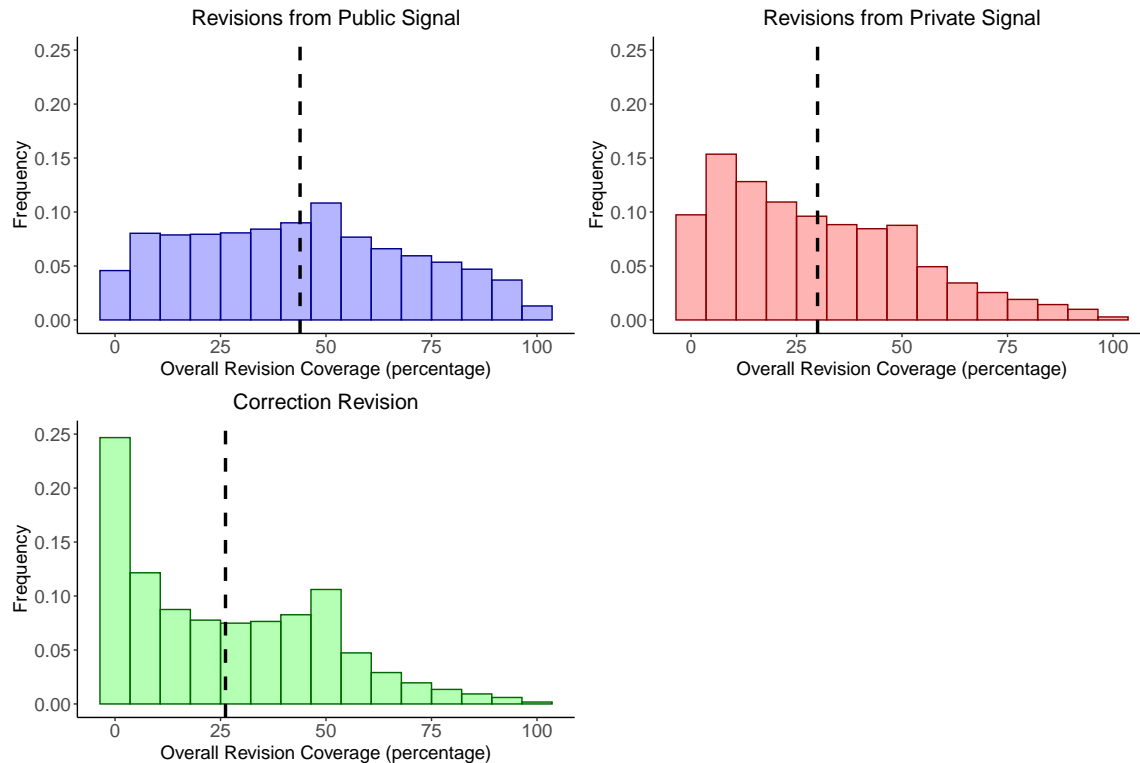 Revisions from Public Signal
Frequency
0.25
0.20
0.15
0.10
0.05
0.00
0 25 50 75 100
Overall Revision Coverage (percentage)
Revisions from Private Signal
Frequency
0.25
0.20
0.15
0.10
0.05
0.00
0 25 50 75 100
Overall Revision Coverage (percentage)
Correction Revision
Frequency
0.25
0.20
0.15
0.10
0.05
0.00
0 25 50 75 100
Overall Revision Coverage (percentage)